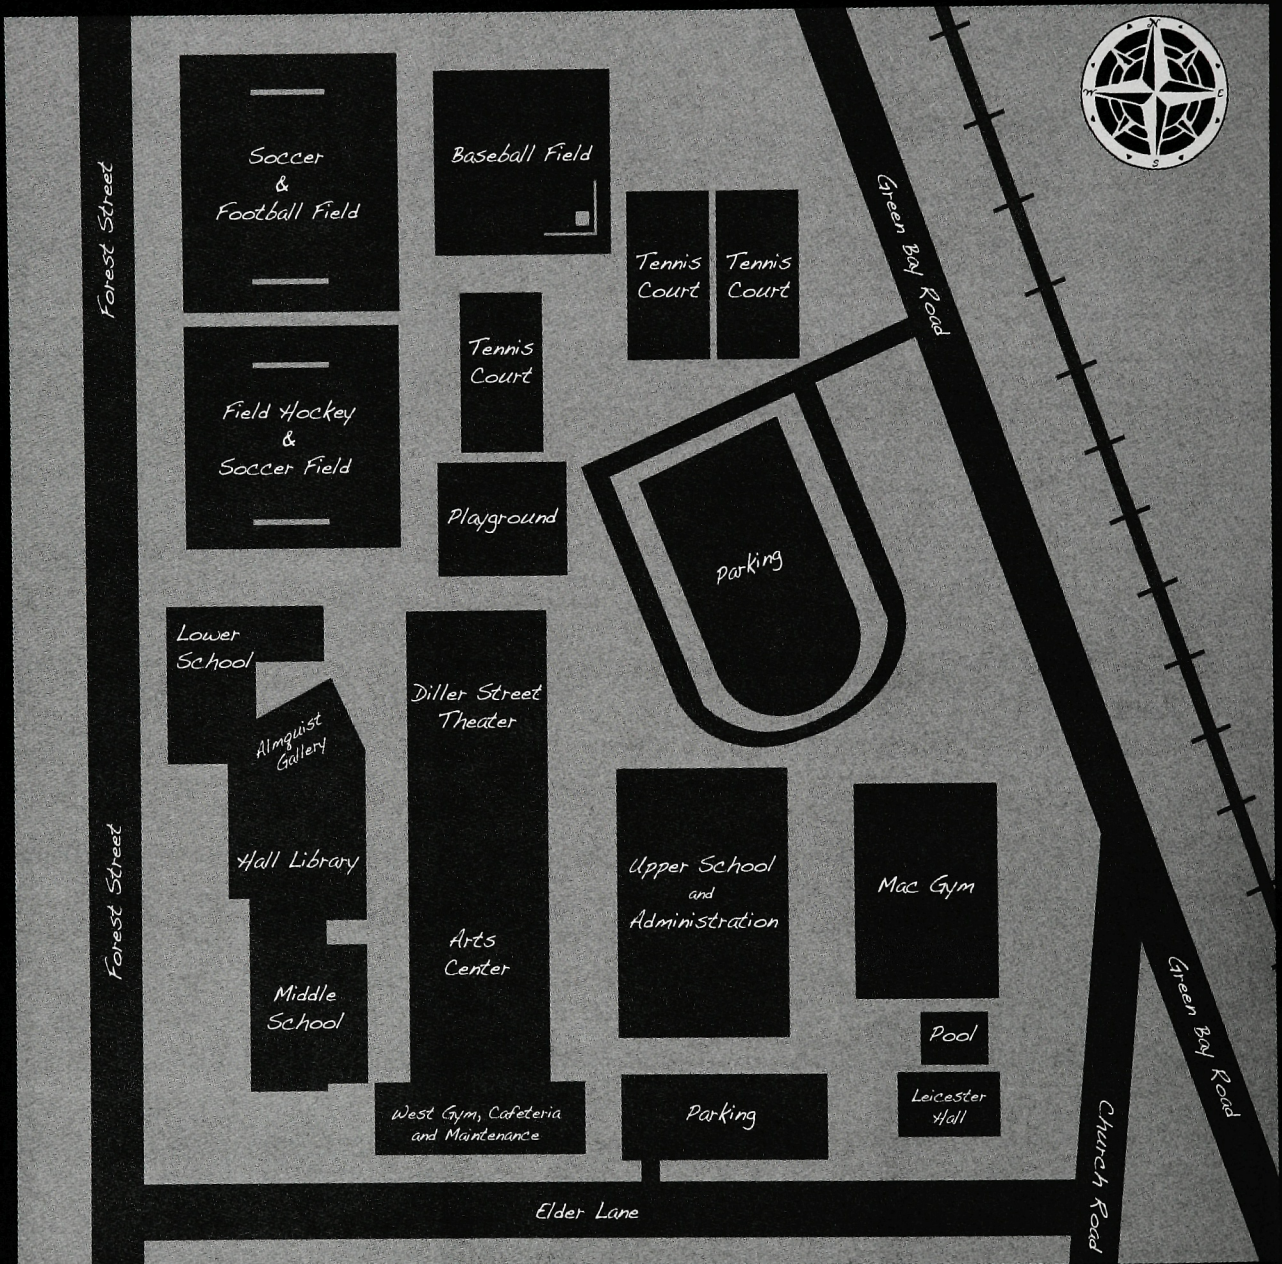 N
W
E
S
Soccer
&
Football Field
Baseball Field
Forest Street
Green Bay Road
Tennis
Court
Tennis
Court
Tennis
Court
Field Hockey
&
Soccer Field
Playground
Parking
Lower
School
Almquist
Gallery
Diller Street
Theater
Hall Library
Upper School
and
Administration
Mac Gym
Forest Street
Arts
Center
Middle
School
Pool
Green Bay Road
Leicester
Hall
West Gym, Cafeteria
and Maintenance
Parking
Church Road
Elder Lane